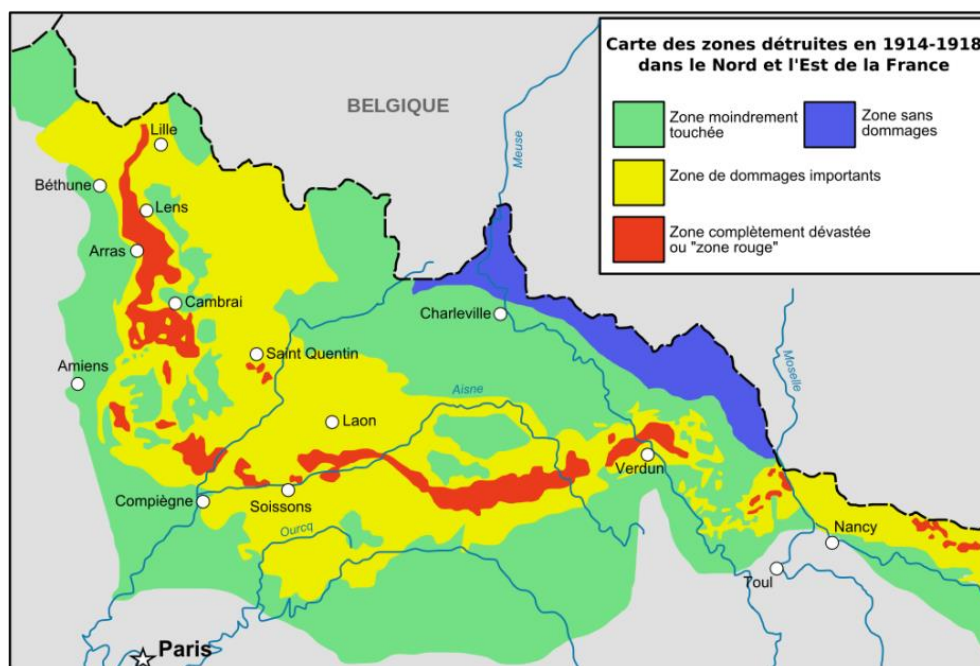 Carte des zones détruites en 1914-1918
dans le Nord et l'Est de la France
Zone moindrement
touchée
Zone sans
dommages
Zone de dommages importants
Zone complètement dévastée
ou "zone rouge"
BELGIQUE
Meuse
Lille
Béthune
Lens
Arras
Cambrai
Charleville
Saint Quentin
Amiens
Moselle
Aisne
Laon
Verdun
Compiègne
Soissons
Ourcq
Nancy
Toul
Paris